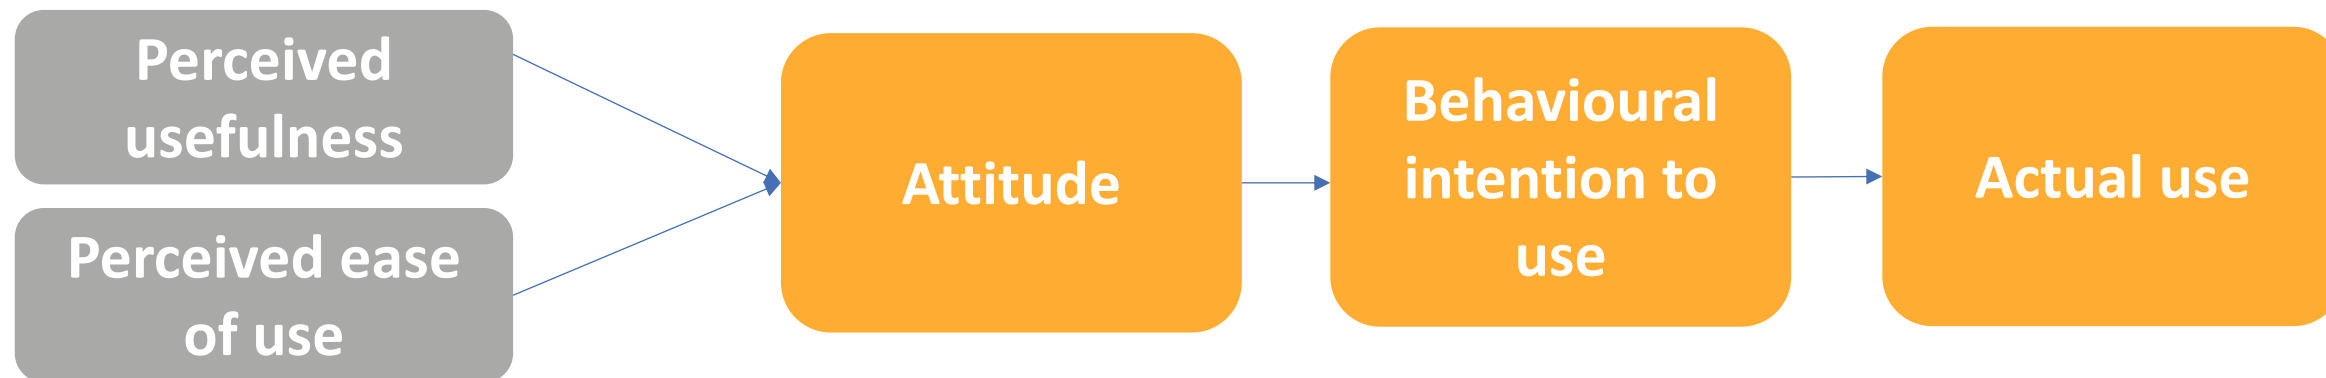 Perceived
usefulness
Perceived ease
of use
Attitude
Behavioural
intention to
use
Actual use